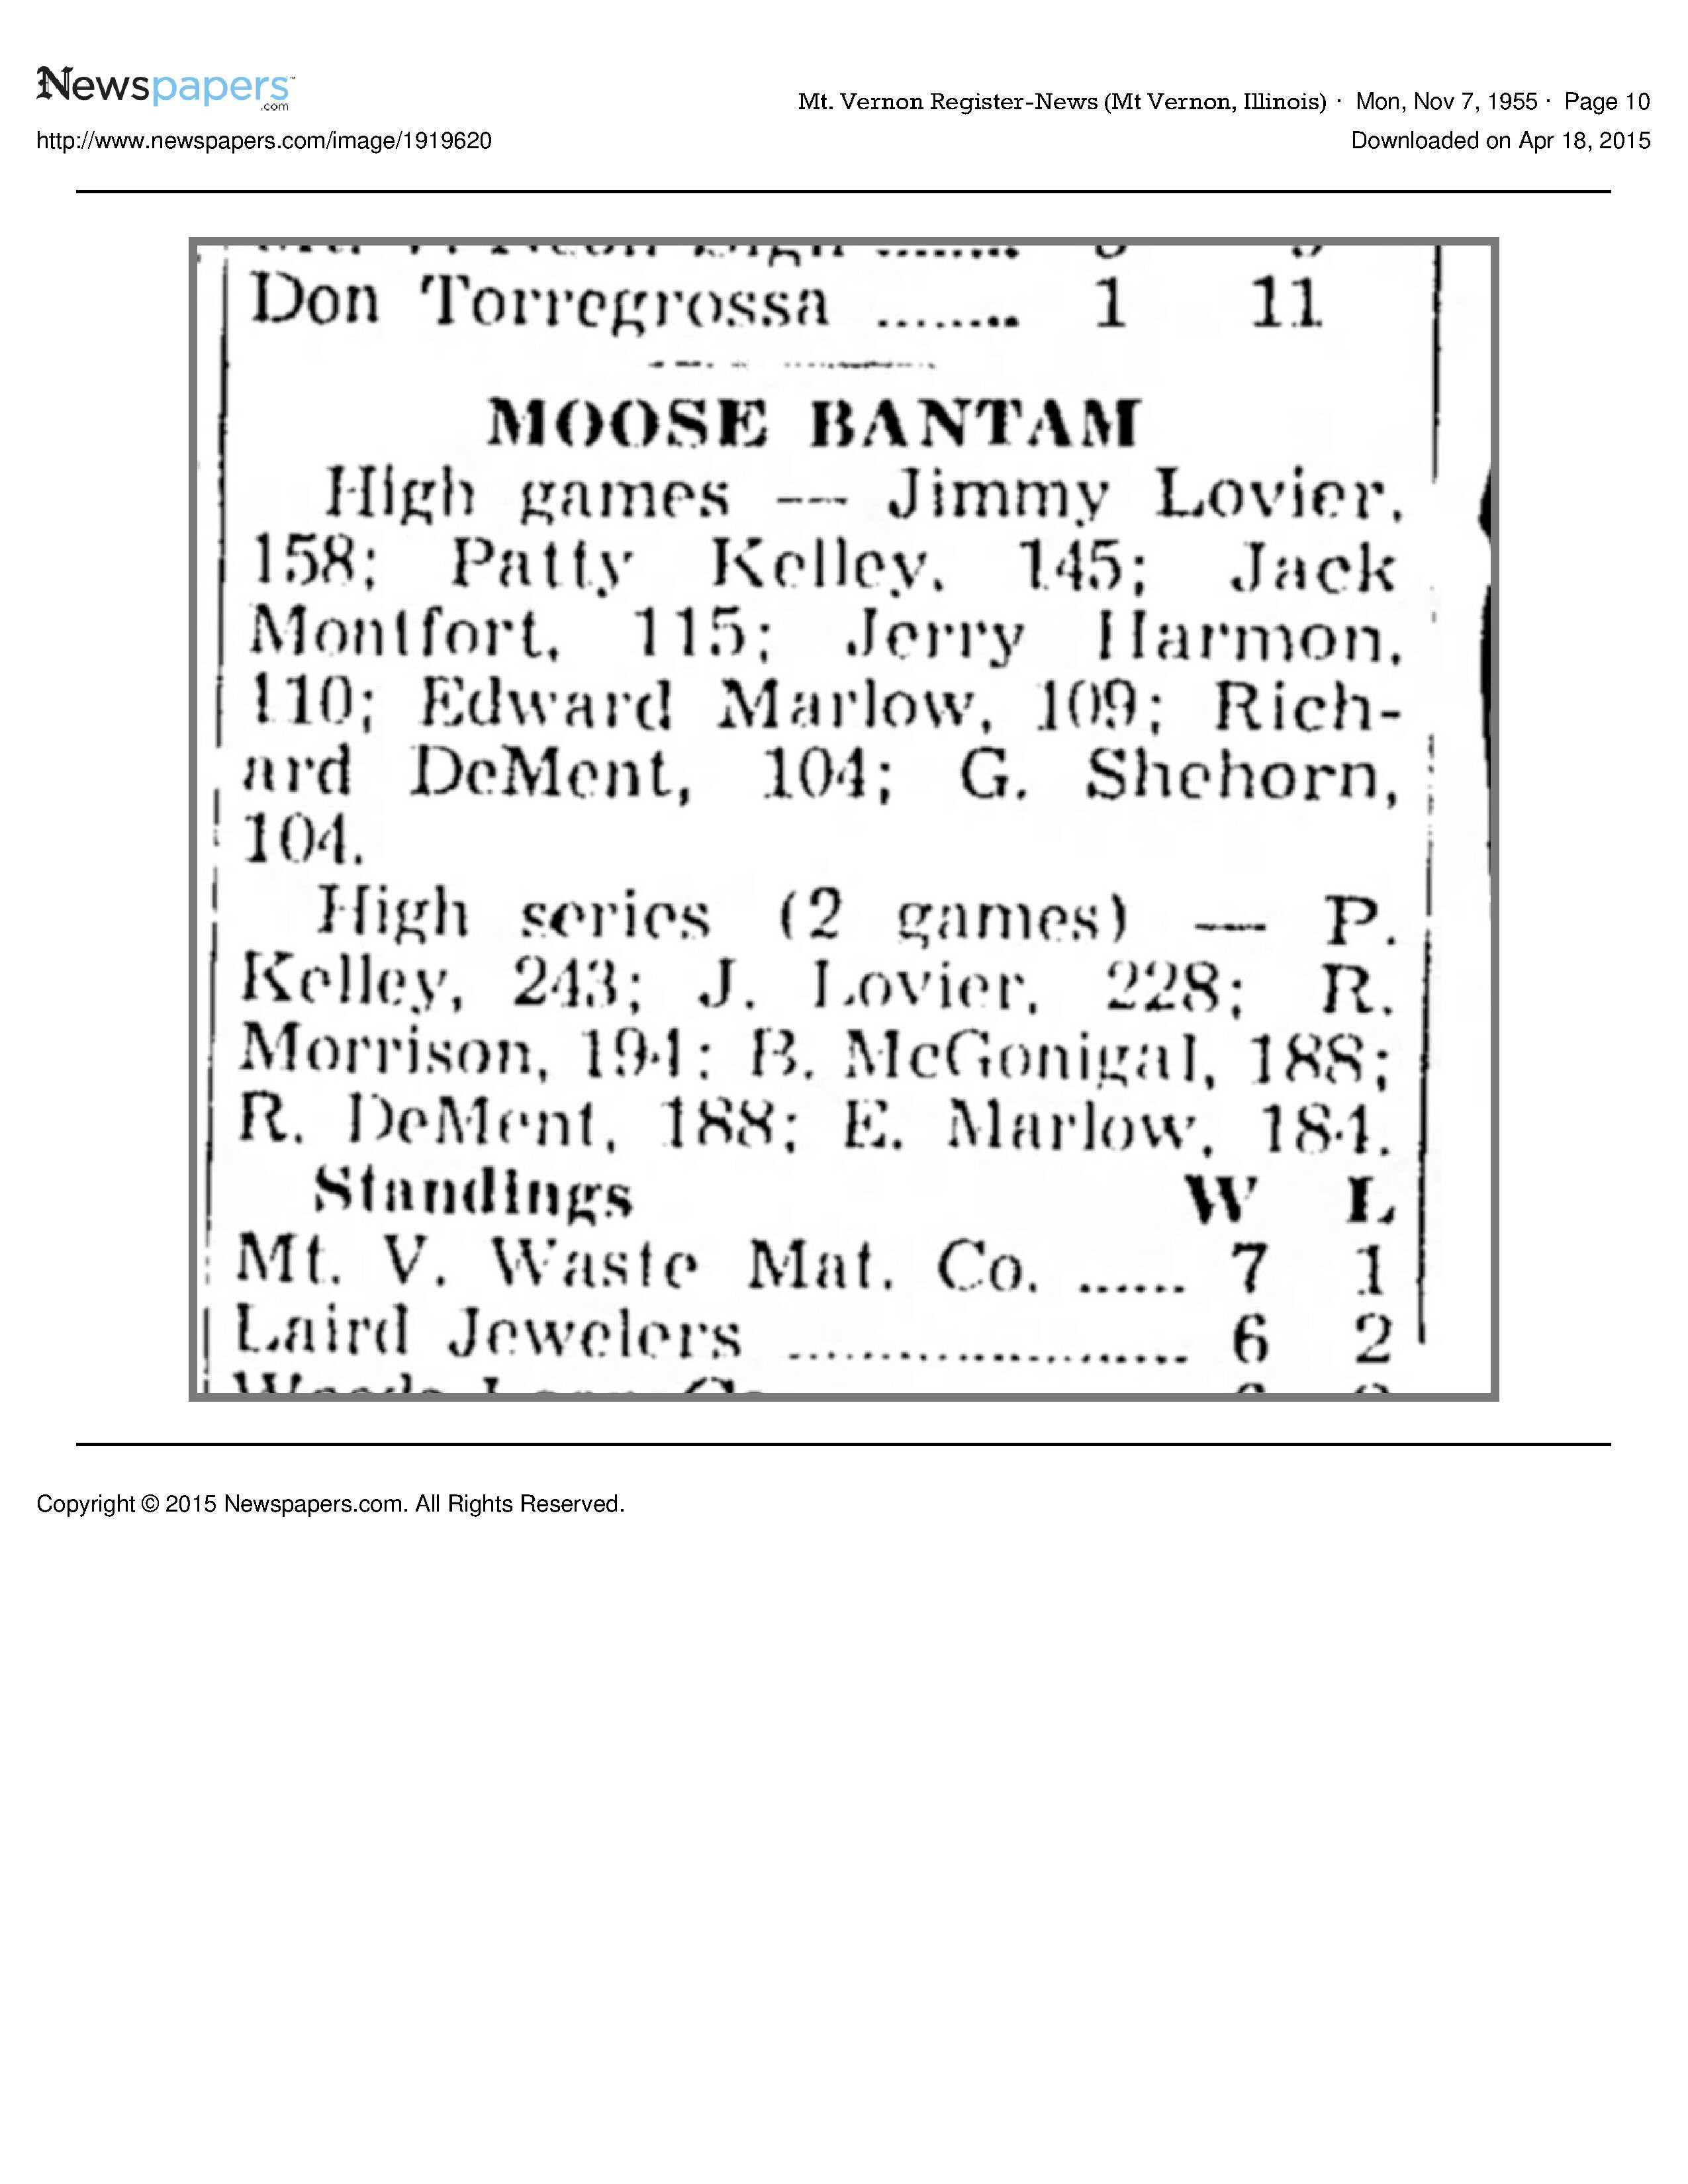 Newspapers™
.com
Mt. Vernon Register-News (Mt Vernon, Illinois) · Mon, Nov 7, 1955 · Page 10
http://www.newspapers.com/image/1919620
Downloaded on Apr 18, 2015
Don Torregrossa ........ 1 11
MOOSE BANTAM
High games — Jimmy Lovier,
158; Patty Kelley, 145; Jack
Montfort, 115; Jerry Harmon,
110; Edward Marlow, 109; Rich-
ard DeMent, 104; G. Shehorn,
104.
High series (2 games) — P.
Kelley, 243; J. Lovier, 228; R.
Morrison, 194; B. McGonigal, 188;
R. DeMent, 188; E. Marlow, 184.
Standings W L
Mt. V. Waste Mat. Co. ...... 7 1
Laird Jewelers ...................... 6 2
Copyright © 2015 Newspapers.com. All Rights Reserved.